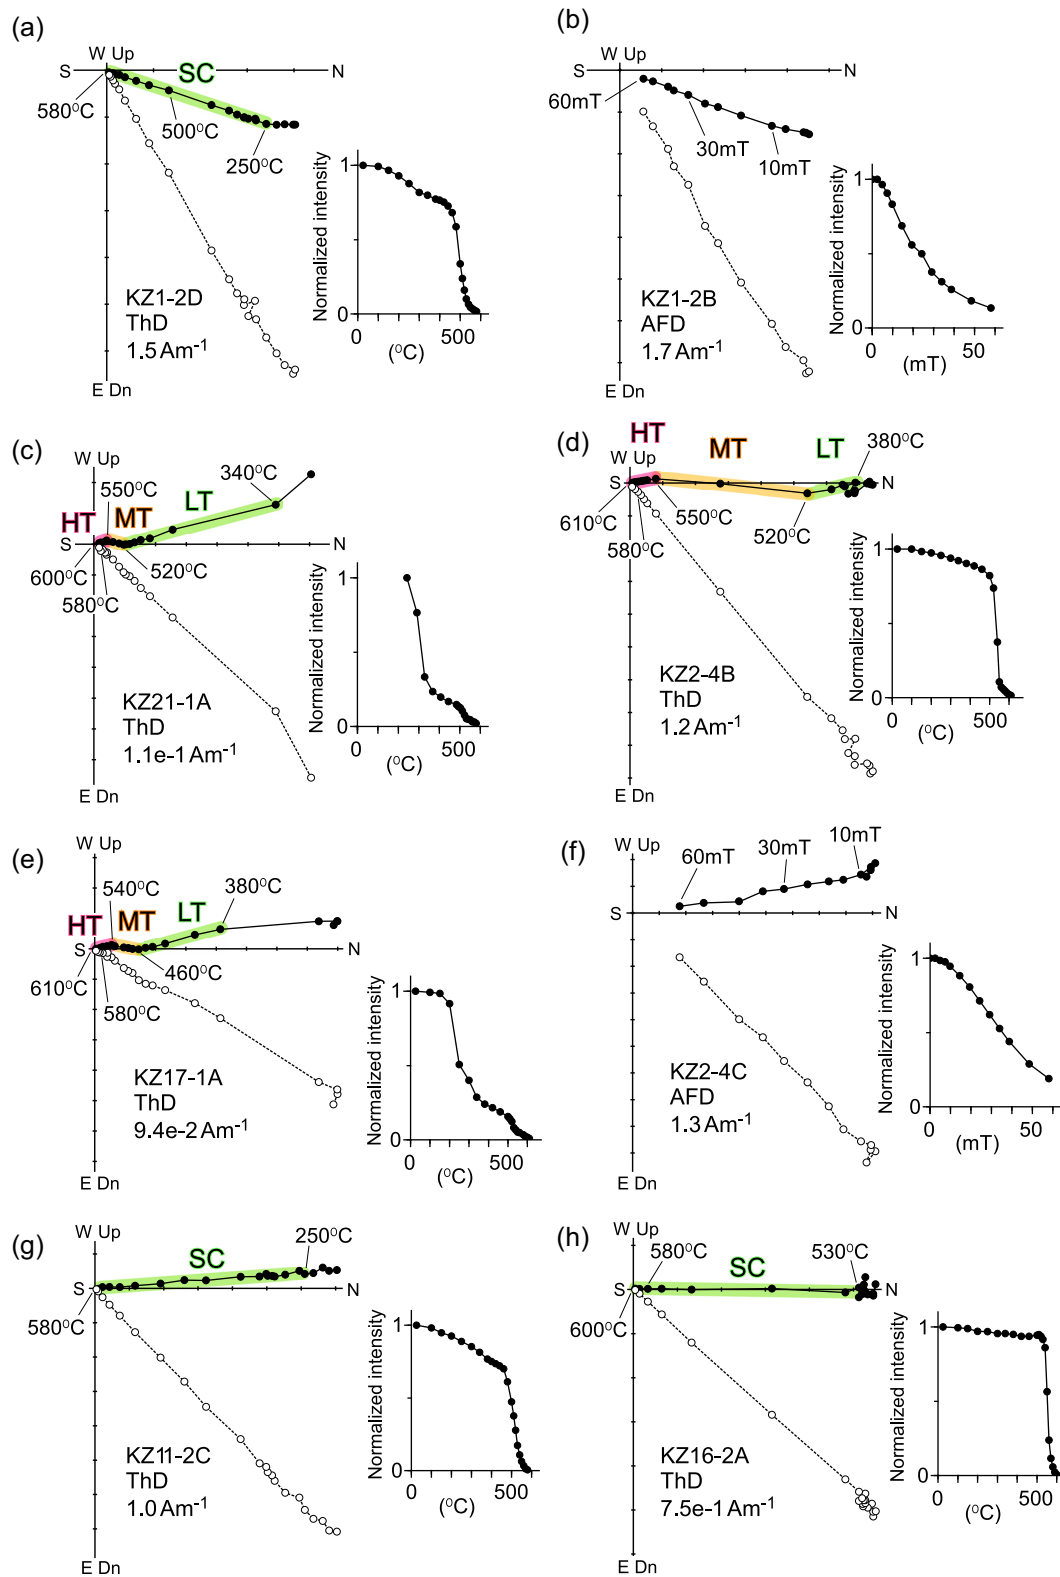 (a)
W Up
S
SC
N
580°C
500°C
250°C
KZ1-2D
ThD
1.5 Am⁻¹
E Dn
Normalized intensity
1
0
0
500
(°C)
(b)
W Up
S
N
60mT
30mT
10mT
KZ1-2B
AFD
1.7 Am⁻¹
E Dn
Normalized intensity
1
0
0
50
(mT)
(c)
W Up
340°C
550°C
LT
HT
MT
S
N
600°C
520°C
580°C
KZ21-1A
ThD
1.1e-1 Am⁻¹
E Dn
Normalized intensity
1
0
0
500
(°C)
(d)
HT
W Up
MT
LT
380°C
S
N
610°C
550°C
580°C
520°C
KZ2-4B
ThD
1.2 Am⁻¹
E Dn
Normalized intensity
1
0
0
500
(°C)
(e)
W Up
540°C
380°C
LT
HT
MT
S
N
610°C
460°C
580°C
KZ17-1A
ThD
9.4e-2 Am⁻¹
E Dn
Normalized intensity
1
0
0
500
(°C)
(f)
W Up
10mT
30mT
60mT
S
N
KZ2-4C
AFD
1.3 Am⁻¹
E Dn
Normalized intensity
1
0
0
50
(mT)
(g)
W Up
250°C
SC
S
N
580°C
KZ11-2C
ThD
1.0 Am⁻¹
E Dn
Normalized intensity
1
0
0
500
(°C)
(h)
W Up
580°C
530°C
SC
S
N
600°C
KZ16-2A
ThD
7.5e-1 Am⁻¹
E Dn
Normalized intensity
1
0
0
500
(°C)